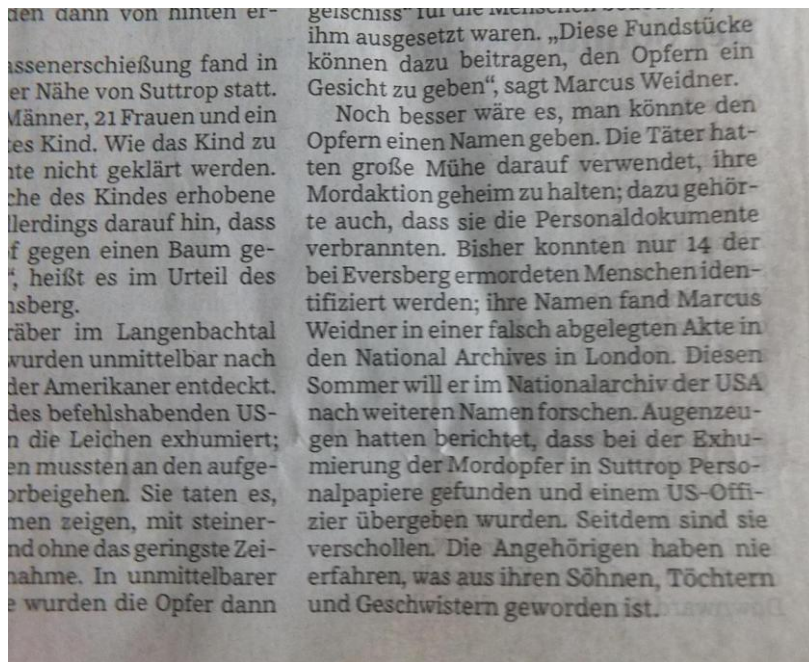 den dann von hinten er-
assenerschießung fand in
er Nähe von Suttrop statt.
Männer, 21 Frauen und ein
tes Kind. Wie das Kind zu
nte nicht geklärt werden.
che des Kindes erhobene
llerdings darauf hin, dass
f gegen einen Baum ge-
“, heißt es im Urteil des
nsberg.
räber im Langenbachtal
wurden unmittelbar nach
der Amerikaner entdeckt.
des befehlshabenden US-
n die Leichen exhumiert;
en mussten an den aufge-
orbeigehen. Sie taten es,
men zeigen, mit steiner-
nd ohne das geringste Zei-
nahme. In unmittelbarer
e wurden die Opfer dann
ihm ausgesetzt waren. „Diese Fundstücke
können dazu beitragen, den Opfern ein
Gesicht zu geben“, sagt Marcus Weidner.
Noch besser wäre es, man könnte den
Opfern einen Namen geben. Die Täter hat-
ten große Mühe darauf verwendet, ihre
Mordaktion geheim zu halten; dazu gehör-
te auch, dass sie die Personaldokumente
verbrannten. Bisher konnten nur 14 der
bei Eversberg ermordeten Menschen iden-
tifiziert werden; ihre Namen fand Marcus
Weidner in einer falsch abgelegten Akte in
den National Archives in London. Diesen
Sommer will er im Nationalarchiv der USA
nach weiteren Namen forschen. Augenzeu-
gen hatten berichtet, dass bei der Exhu-
mierung der Mordopfer in Suttrop Perso-
nalpapiere gefunden und einem US-Offi-
zier übergeben wurden. Seitdem sind sie
verschollen. Die Angehörigen haben nie
erfahren, was aus ihren Söhnen, Töchtern
und Geschwistern geworden ist.